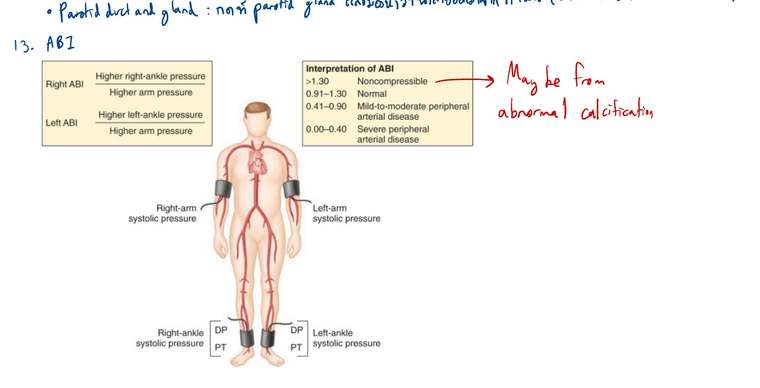 • Parotid duct and gland : parotid gland
13. ABI
Right ABI
Higher right-ankle pressure
Higher arm pressure
Left ABI
Higher left-ankle pressure
Higher arm pressure
Interpretation of ABI
>1.30 Noncompressible
0.91–1.30 Normal
0.41–0.90 Mild-to-moderate peripheral
arterial disease
0.00–0.40 Severe peripheral
arterial disease
May be from
abnormal calcification
Right-arm
systolic pressure
Left-arm
systolic pressure
Right-ankle
systolic pressure
DP
PT
DP
PT
Left-ankle
systolic pressure